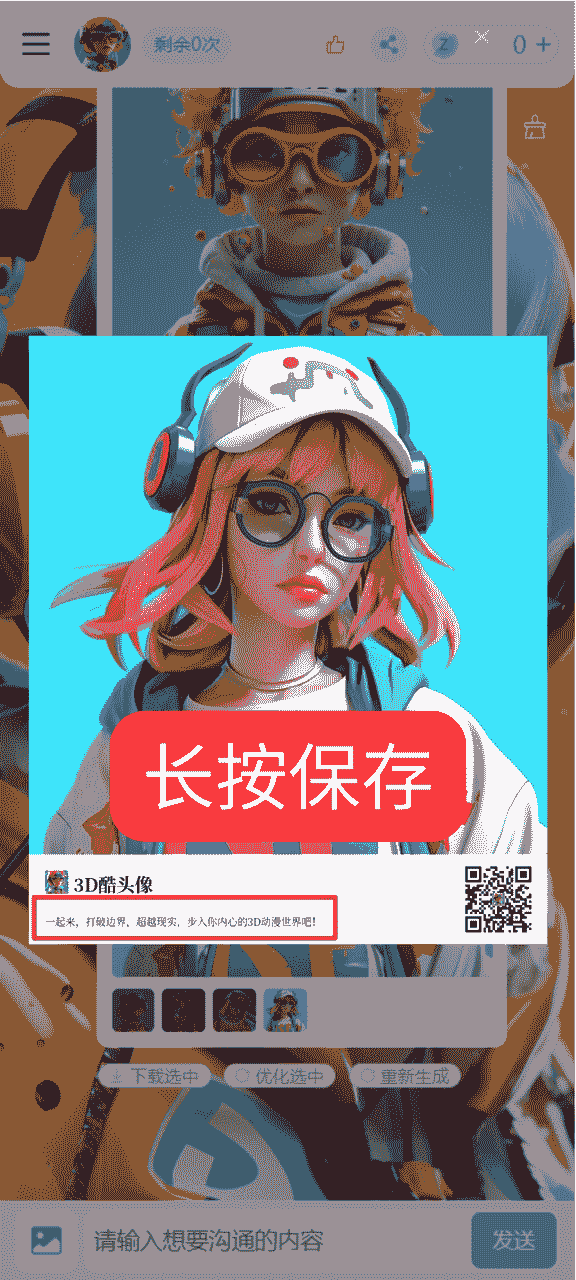 剩余0次
Z
0 +
长按保存
3D酷头像
一起来，打破边界，超越现实，步入你内心的3D动漫世界吧！
下载选中
优化选中
重新生成
请输入想要沟通的内容
发送